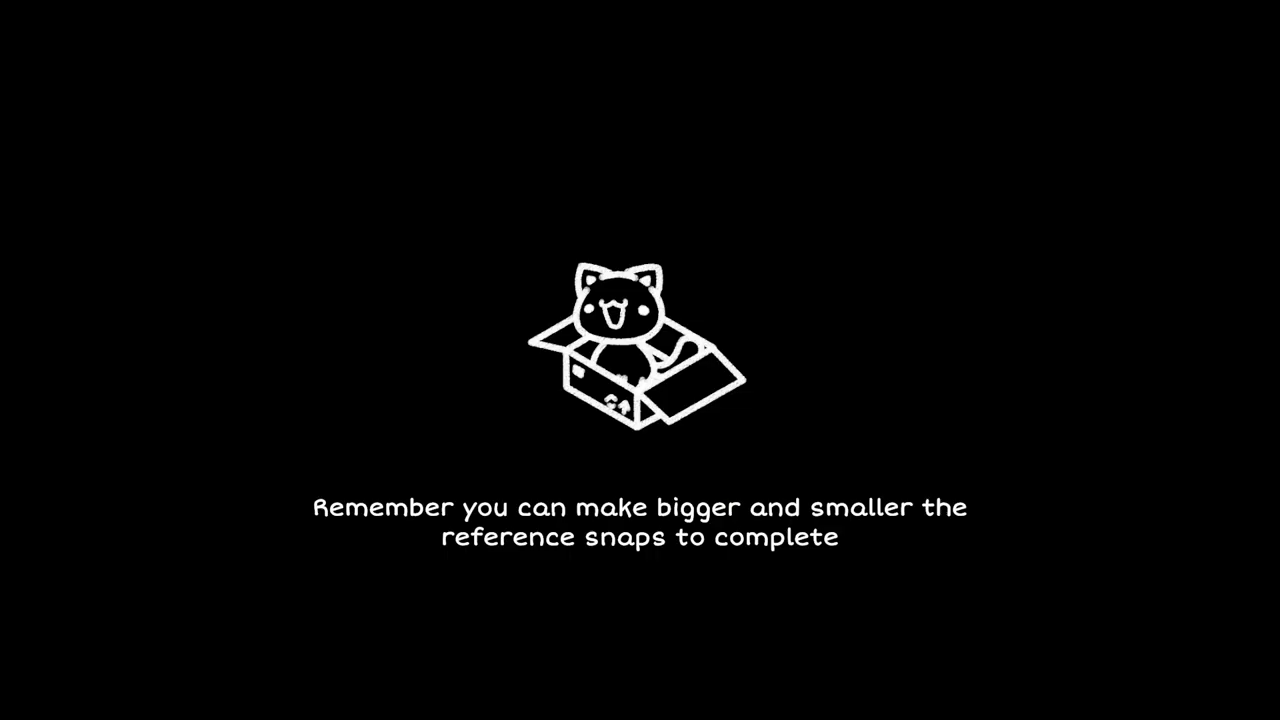 Remember you can make bigger and smaller the
reference snaps to complete